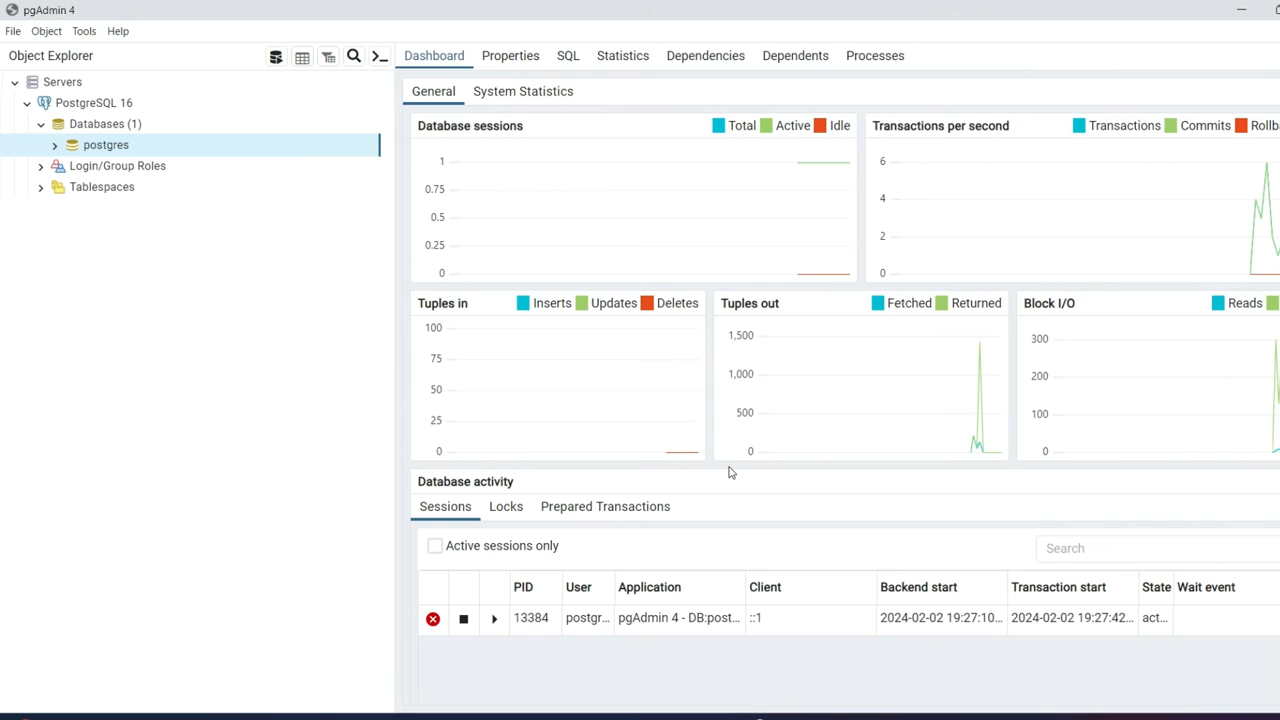 pgAdmin 4
File Object Tools Help
Object Explorer
Dashboard Properties SQL Statistics Dependencies Dependents Processes
Servers
PostgreSQL 16
Databases (1)
postgres
Login/Group Roles
Tablespaces
General System Statistics
Database sessions Total Active Idle
1
0.75
0.5
0.25
0
Transactions per second Transactions Commits Rollb
6
4
2
0
Tuples in Inserts Updates Deletes
100
75
50
25
0
Tuples out Fetched Returned
1,500
1,000
500
0
Block I/O Reads
300
200
100
0
Database activity
Sessions Locks Prepared Transactions
Active sessions only Search
PID User Application Client Backend start Transaction start State Wait event
13384 postgr... pgAdmin 4 - DB:post... ::1 2024-02-02 19:27:10... 2024-02-02 19:27:42... act...